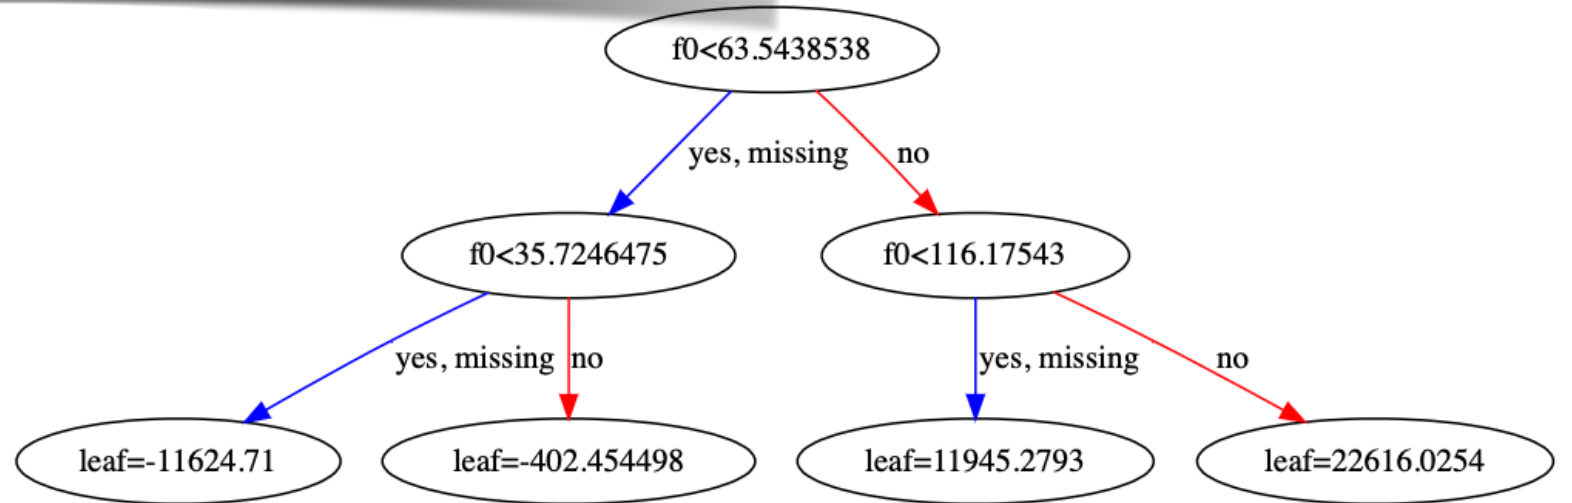 f0<63.5438538
yes, missing no
f0<35.7246475 f0<116.17543
yes, missing no yes, missing no
leaf=-11624.71 leaf=-402.454498 leaf=11945.2793 leaf=22616.0254